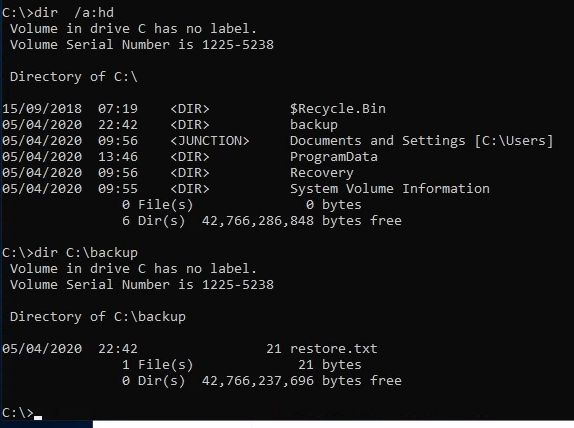 C:\>dir  /a:hd
 Volume in drive C has no label.
 Volume Serial Number is 1225-5238

 Directory of C:\

15/09/2018  07:19    <DIR>          $Recycle.Bin
05/04/2020  22:42    <DIR>          backup
05/04/2020  09:56    <JUNCTION>     Documents and Settings [C:\Users]
05/04/2020  13:46    <DIR>          ProgramData
05/04/2020  09:56    <DIR>          Recovery
05/04/2020  09:55    <DIR>          System Volume Information
               0 File(s)              0 bytes
               6 Dir(s)  42,766,286,848 bytes free

C:\>dir C:\backup
 Volume in drive C has no label.
 Volume Serial Number is 1225-5238

 Directory of C:\backup

05/04/2020  22:42                21 restore.txt
               1 File(s)             21 bytes
               0 Dir(s)  42,766,237,696 bytes free

C:\>